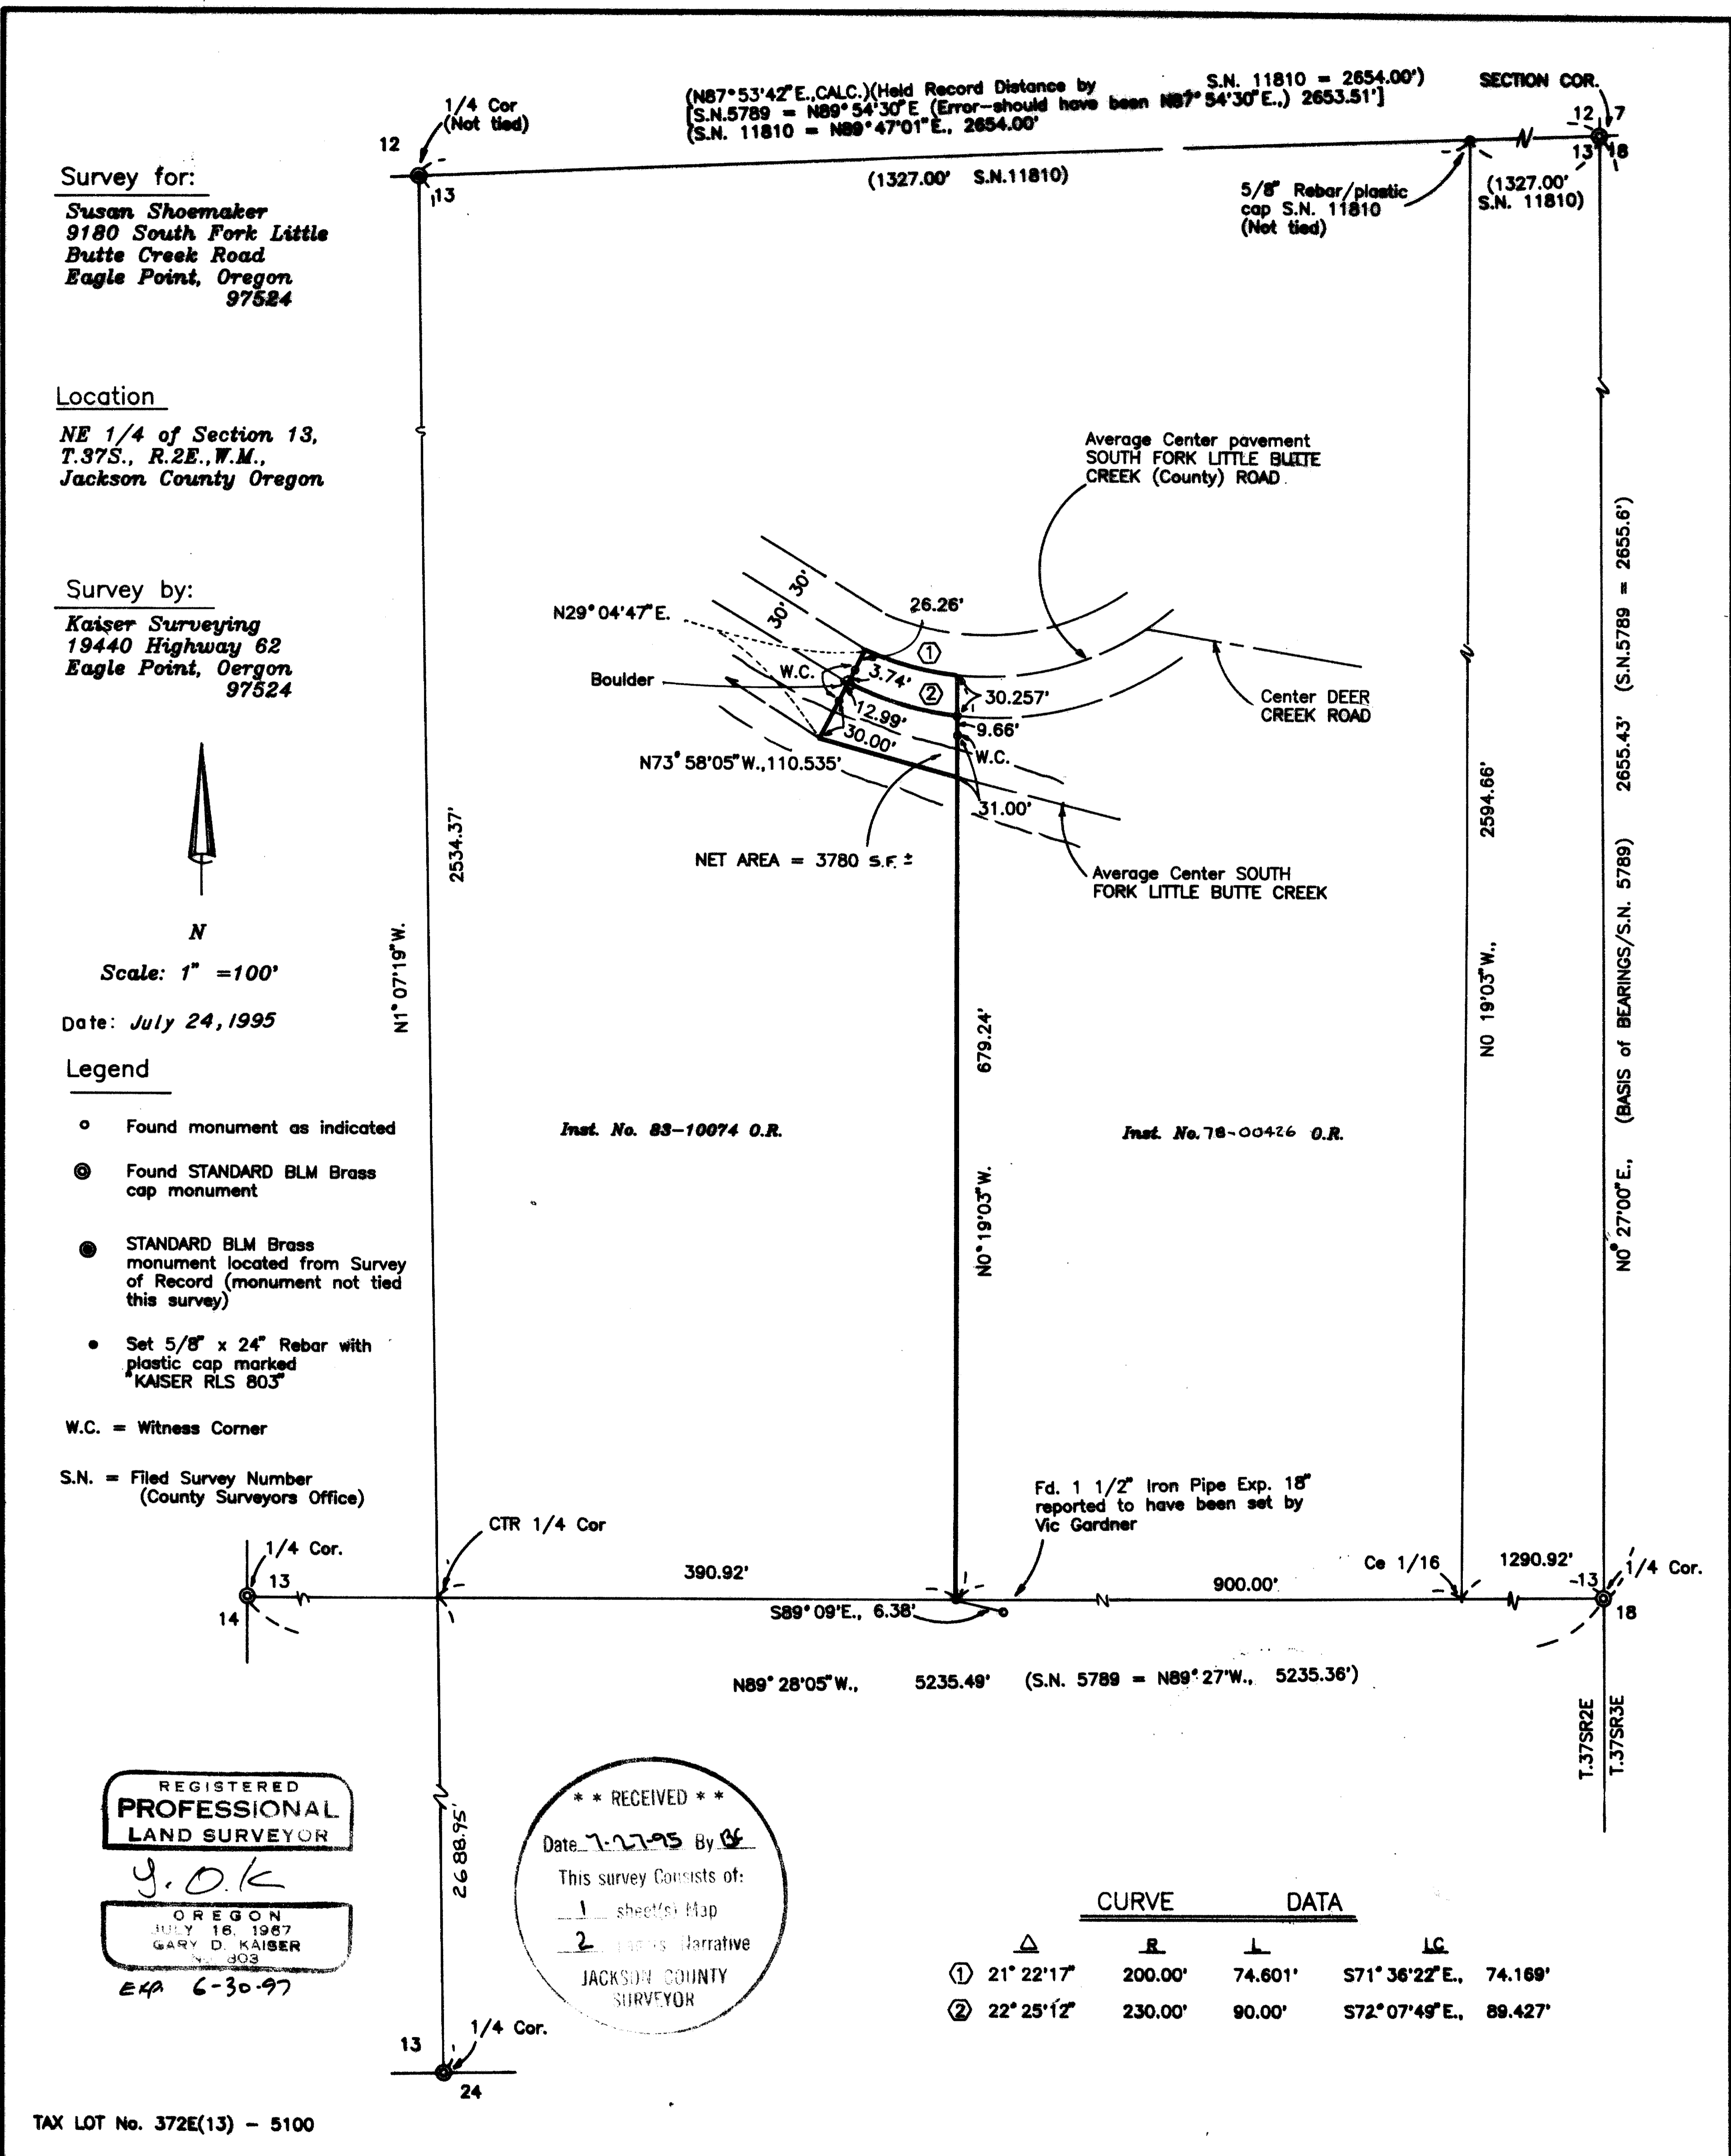 (N87°53'42"E.,CALC.)(Held Record Distance by S.N. 11810 = 2654.00')
[S.N.5789 = N89°54'30"E (Error-should have been N87°54'30"E.,) 2653.51']
(S.N. 11810 = N89°47'01"E., 2654.00'
SECTION COR.
1/4 Cor
(Not tied)
12
13
12 7
13 18
(1327.00' S.N.11810)
5/8" Rebar/plastic
cap S.N. 11810
(Not tied)
(1327.00'
S.N. 11810)
Survey for:
Susan Shoemaker
9180 South Fork Little
Butte Creek Road
Eagle Point, Oregon
97524
Location
NE 1/4 of Section 13,
T.37S., R.2E.,W.M.,
Jackson County Oregon
Survey by:
Kaiser Surveying
19440 Highway 62
Eagle Point, Oergon
97524
N
Scale: 1" =100'
Date: July 24,1995
Legend
Found monument as indicated
Found STANDARD BLM Brass
cap monument
STANDARD BLM Brass
monument located from Survey
of Record (monument not tied
this survey)
Set 5/8" x 24" Rebar with
plastic cap marked
"KAISER RLS 803"
W.C. = Witness Corner
S.N. = Filed Survey Number
(County Surveyors Office)
Average Center pavement
SOUTH FORK LITTLE BUTTE
CREEK (County) ROAD
30'
30'
26.26'
N29°04'47"E.
1
W.C.
3.74'
Boulder
2
30.257'
Center DEER
CREEK ROAD
12.99'
9.66'
30.00'
W.C.
N73°58'05"W.,110.535'
31.00'
NET AREA = 3780 S.F. ±
Average Center SOUTH
FORK LITTLE BUTTE CREEK
2534.37'
N1°07'19"W.
679.24'
N0°19'03"W.
2594.66'
N0 19'03"W.,
N0°27'00"E., (BASIS of BEARINGS/S.N. 5789) 2655.43' (S.N.5789 = 2655.6')
Inst. No. 83-10074 O.R.
Inst. No.78-00426 O.R.
Fd. 1 1/2" Iron Pipe Exp. 18"
reported to have been set by
Vic Gardner
CTR 1/4 Cor
1/4 Cor.
13
14
390.92'
900.00'
Ce 1/16
1290.92'
13
1/4 Cor.
18
S89°09'E., 6.38'
N89°28'05"W., 5235.49' (S.N. 5789 = N89°27'W., 5235.36')
T.37SR2E
T.37SR3E
2688.95'
REGISTERED
PROFESSIONAL
LAND SURVEYOR
OREGON
JULY 16, 1967
GARY D. KAISER
No. 803
EXP. 6-30-97
* * RECEIVED * *
Date 7-27-95 By
This survey Consists of:
1 sheet(s) Map
2 Narrative
JACKSON COUNTY
SURVEYOR
CURVE DATA
△ R L LC
1 21°22'17" 200.00' 74.601' S71°36'22"E., 74.169'
2 22°25'12" 230.00' 90.00' S72°07'49"E., 89.427'
13
1/4 Cor.
24
TAX LOT No. 372E(13) - 5100